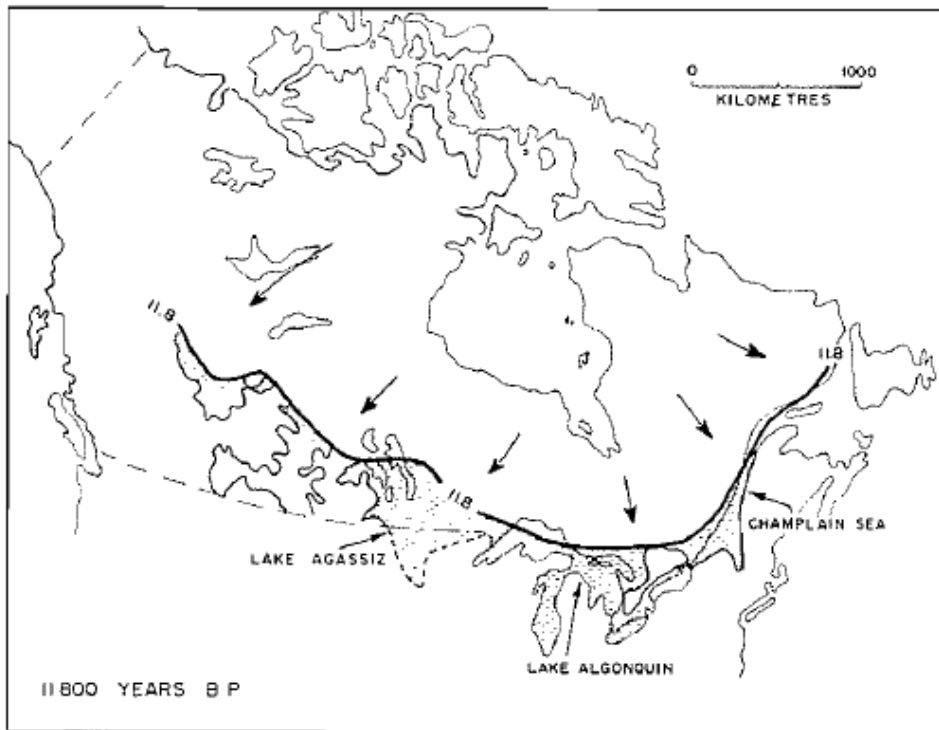 0 1000
KILOMETRES
11.8
11.8
11.8
CHAMPLAIN SEA
LAKE AGASSIZ
LAKE ALGONQUIN
11 800 YEARS B P